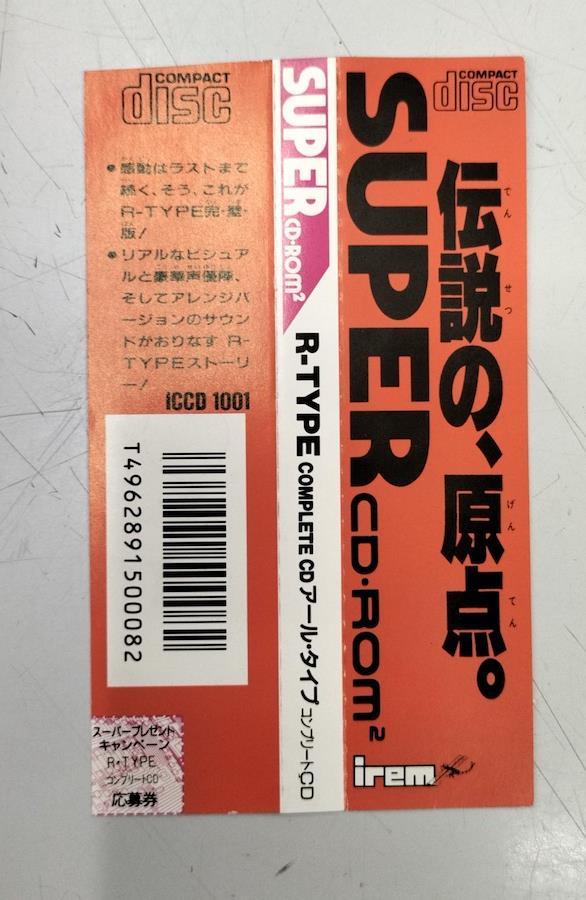 COMPACT
disc
●感動はラストまで
続く、そう、これが
R-TYPE完・璧・
版!
●リアルなビジュア
ルと豪華声優陣、
そしてアレンジバ
ージョンのサウン
ドがおりなす R-
TYPEストーリ
ー!
ICCD 1001
T4962891500082
スーパープレゼント
キャンペーン
R・TYPE
コンプリートCD
応募券
SUPER CD・ROM²
R-TYPE COMPLETE CD アール・タイプ コンプリートCD
SUPER CD・ROM²
COMPACT
disc
伝説の、原点。
でん せつ げん てん
irem